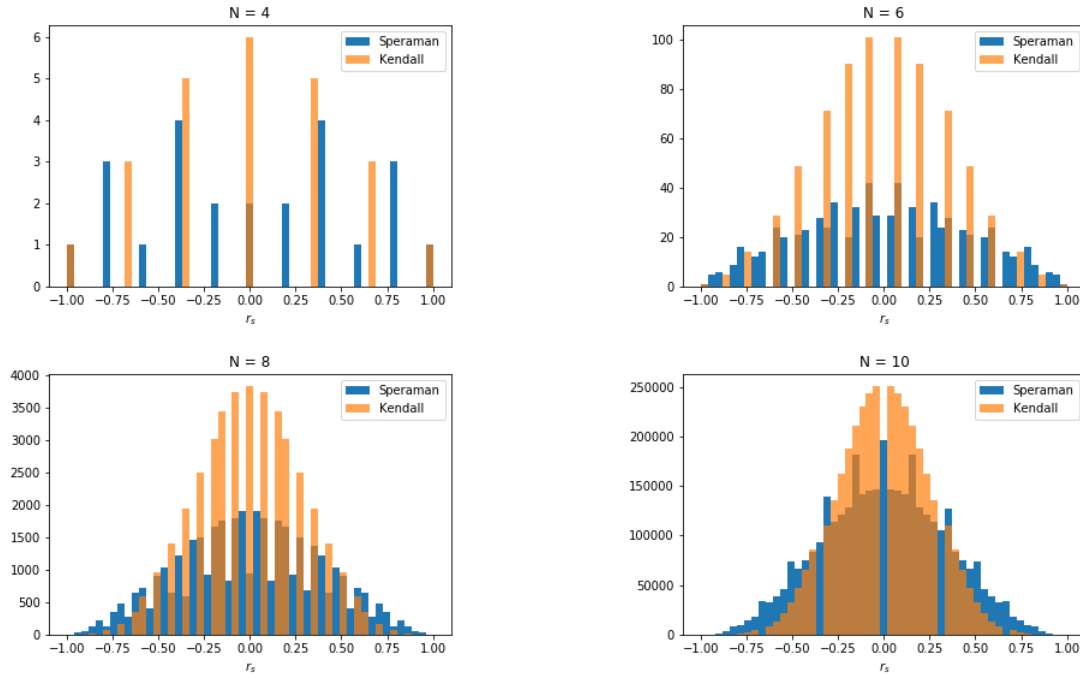 N = 4
6
5
4
3
2
1
0
Speraman
Kendall
−1.00 −0.75 −0.50 −0.25 0.00 0.25 0.50 0.75 1.00
r_s
N = 6
100
80
60
40
20
0
Speraman
Kendall
−1.00 −0.75 −0.50 −0.25 0.00 0.25 0.50 0.75 1.00
r_s
N = 8
4000
3500
3000
2500
2000
1500
1000
500
0
Speraman
Kendall
−1.00 −0.75 −0.50 −0.25 0.00 0.25 0.50 0.75 1.00
r_s
N = 10
250000
200000
150000
100000
50000
0
Speraman
Kendall
−1.00 −0.75 −0.50 −0.25 0.00 0.25 0.50 0.75 1.00
r_s